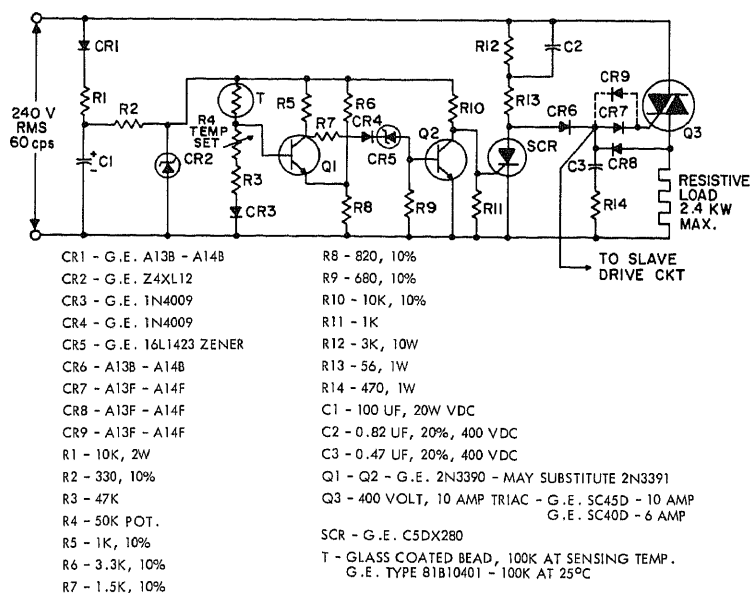 CR1
R1
R2
240 V
RMS
60 cps
C1
+
-
CR2
T
R4
TEMP
SET
R3
CR3
R5
R7
R6
CR4
CR5
Q1
R8
R9
Q2
R10
R11
SCR
R12
C2
R13
CR6
CR9
CR7
CR8
C3
R14
Q3
RESISTIVE
LOAD
2.4 KW
MAX.
TO SLAVE
DRIVE CKT
CR1 - G.E. A13B - A14B
CR2 - G.E. Z4XL12
CR3 - G.E. 1N4009
CR4 - G.E. 1N4009
CR5 - G.E. 16L1423 ZENER
CR6 - A13B - A14B
CR7 - A13F - A14F
CR8 - A13F - A14F
CR9 - A13F - A14F
R1 - 10K, 2W
R2 - 330, 10%
R3 - 47K
R4 - 50K POT.
R5 - 1K, 10%
R6 - 3.3K, 10%
R7 - 1.5K, 10%
R8 - 820, 10%
R9 - 680, 10%
R10 - 10K, 10%
R11 - 1K
R12 - 3K, 10W
R13 - 56, 1W
R14 - 470, 1W
C1 - 100 UF, 20W VDC
C2 - 0.82 UF, 20%, 400 VDC
C3 - 0.47 UF, 20%, 400 VDC
Q1 - Q2 - G.E. 2N3390 - MAY SUBSTITUTE 2N3391
Q3 - 400 VOLT, 10 AMP TRIAC - G.E. SC45D - 10 AMP
G.E. SC40D - 6 AMP
SCR - G.E. C5DX280
T - GLASS COATED BEAD, 100K AT SENSING TEMP.
G.E. TYPE 81B10401 - 100K AT 25°C